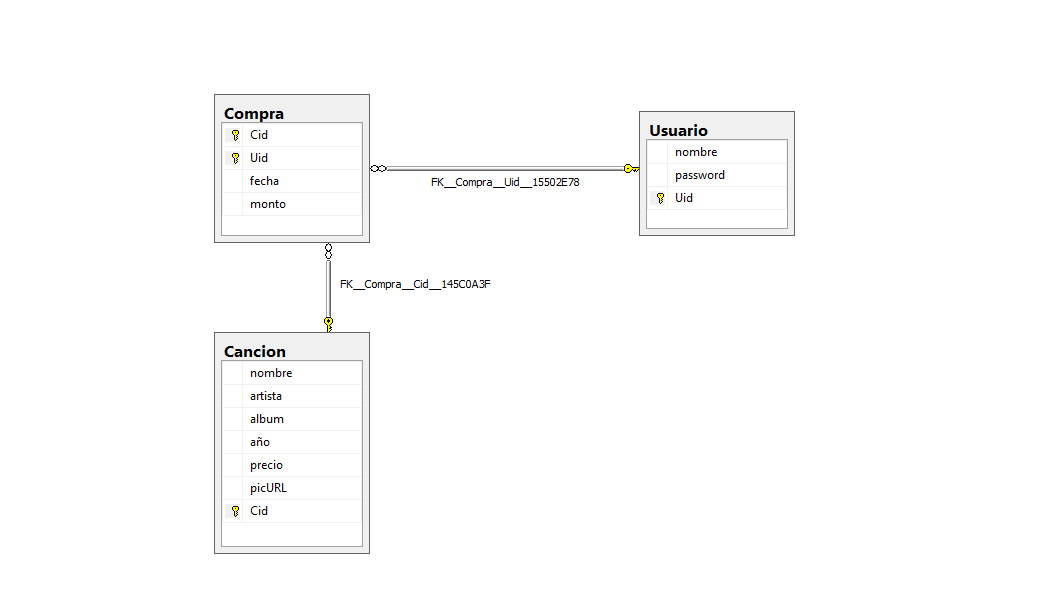 Compra
Cid
Uid
fecha
monto
FK__Compra__Uid__15502E78
Usuario
nombre
password
Uid
FK__Compra__Cid__145C0A3F
Cancion
nombre
artista
album
año
precio
picURL
Cid